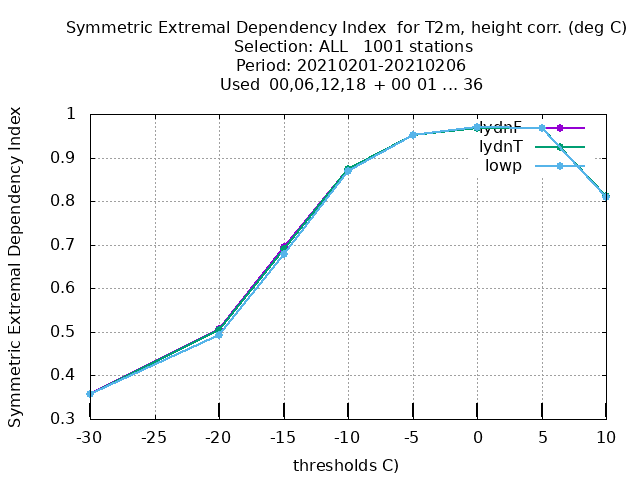 Symmetric Extremal Dependency Index for T2m, height corr. (deg C)
Selection: ALL 1001 stations
Period: 20210201-20210206
Used 00,06,12,18 + 00 01 ... 36
Symmetric Extremal Dependency Index
1
0.9
0.8
0.7
0.6
0.5
0.4
0.3
lydnF
lydnT
lowp
-30 -25 -20 -15 -10 -5 0 5 10
thresholds C)